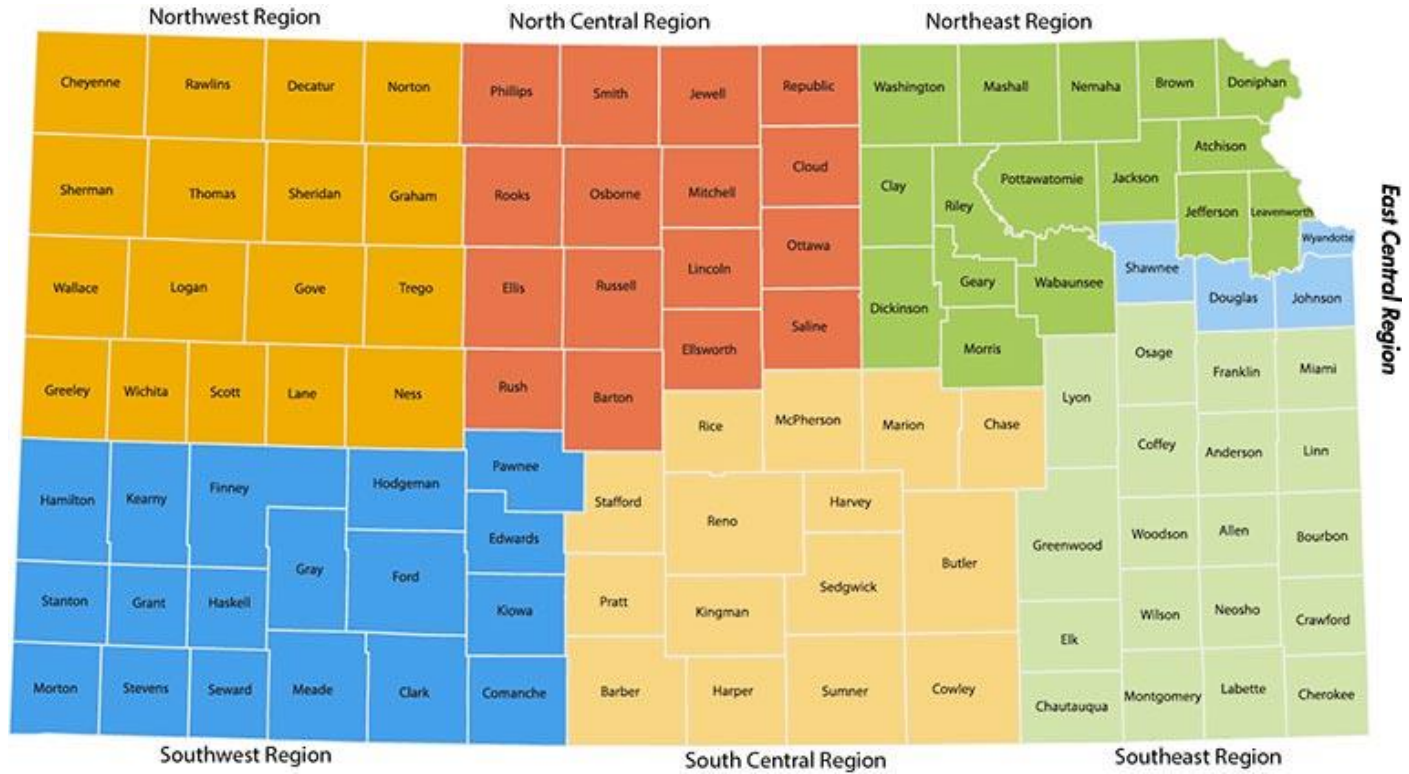 Northwest Region
North Central Region
Northeast Region
Cheyenne
Rawlins
Decatur
Norton
Phillips
Smith
Jewell
Republic
Washington
Mashall
Nemaha
Brown
Doniphan
Sherman
Thomas
Sheridan
Graham
Rooks
Osborne
Mitchell
Cloud
Clay
Riley
Pottawatomie
Jackson
Atchison
Jefferson
Leavenworth
Wyandotte
East Central Region
Wallace
Logan
Gove
Trego
Ellis
Russell
Lincoln
Ottawa
Dickinson
Geary
Wabaunsee
Shawnee
Douglas
Johnson
Greeley
Wichita
Scott
Lane
Ness
Rush
Barton
Ellsworth
Saline
Morris
Lyon
Osage
Franklin
Miami
Rice
McPherson
Marion
Chase
Coffey
Anderson
Linn
Hamilton
Kearny
Finney
Hodgeman
Pawnee
Edwards
Stafford
Reno
Harvey
Butler
Greenwood
Woodson
Allen
Bourbon
Stanton
Grant
Haskell
Gray
Ford
Kiowa
Pratt
Kingman
Sedgwick
Elk
Wilson
Neosho
Crawford
Morton
Stevens
Seward
Meade
Clark
Comanche
Barber
Harper
Sumner
Cowley
Chautauqua
Montgomery
Labette
Cherokee
Southwest Region
South Central Region
Southeast Region